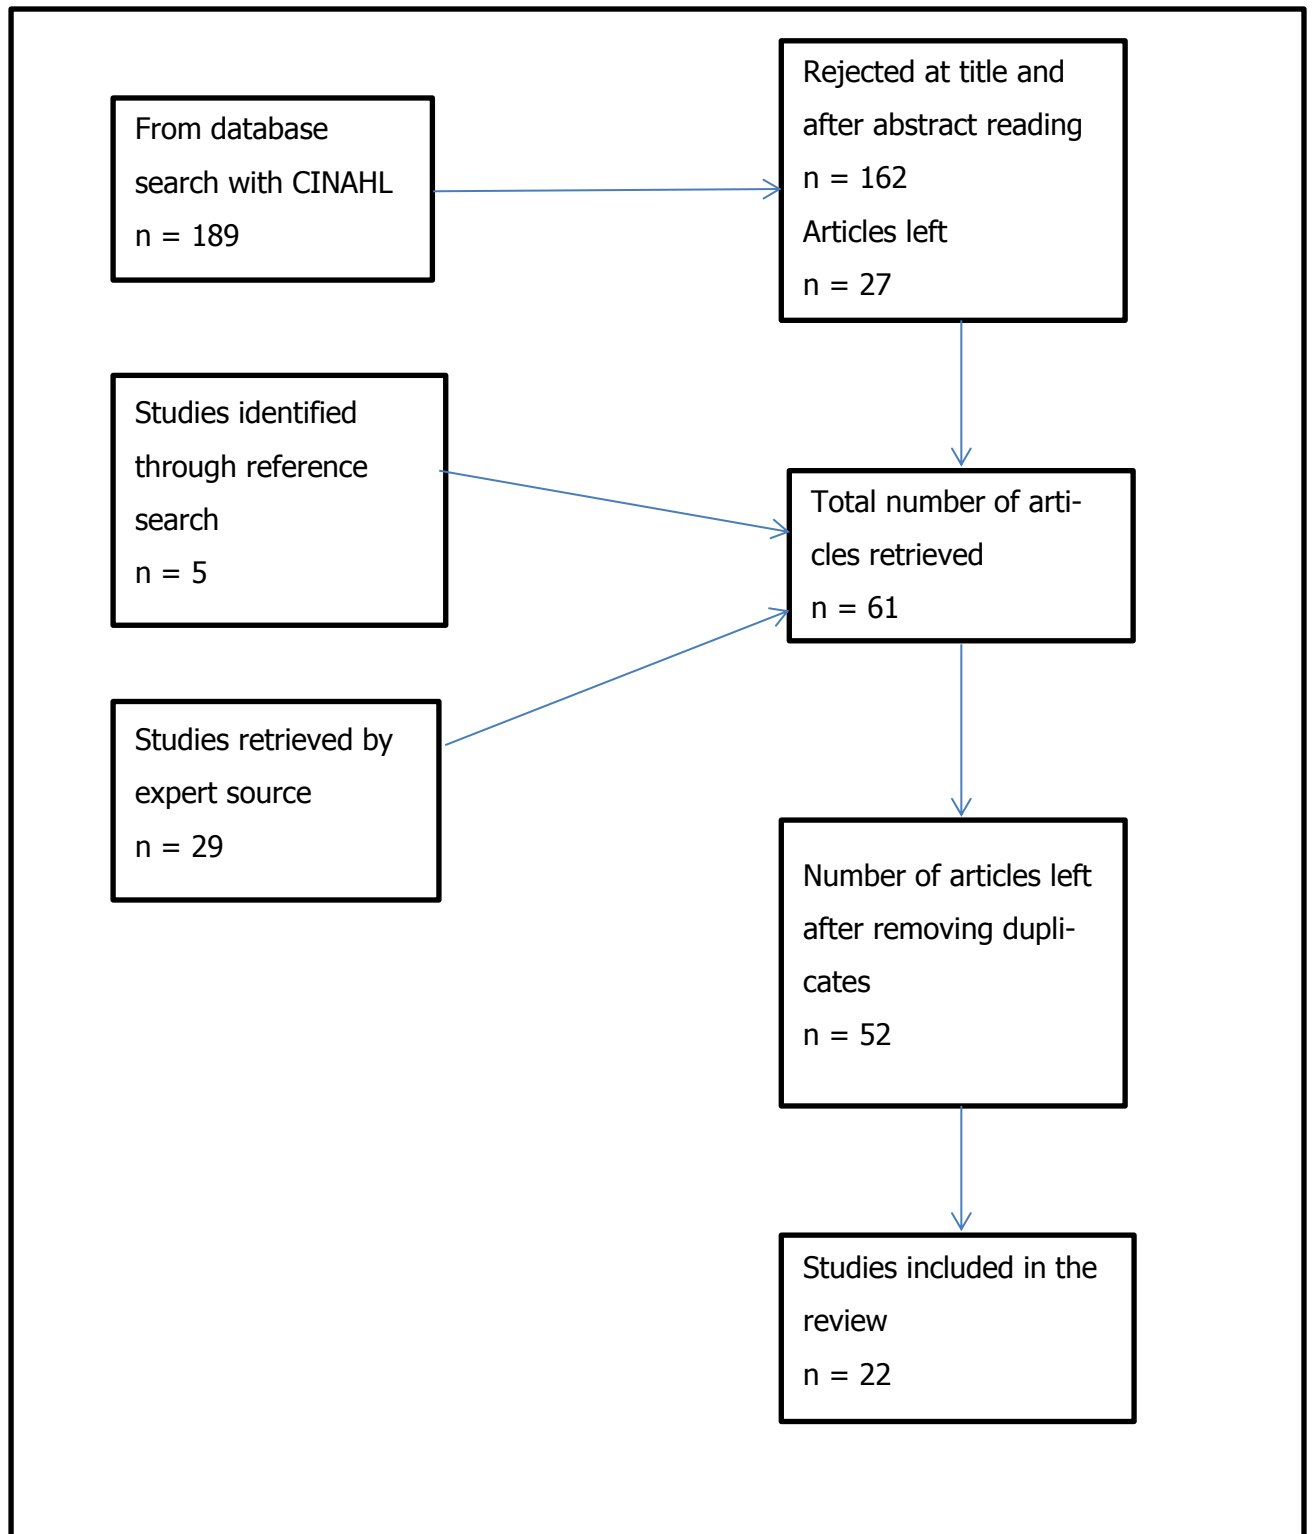 From database
search with CINAHL
n = 189
Rejected at title and
after abstract reading
n = 162
Articles left
n = 27
Studies identified
through reference
search
n = 5
Total number of arti-
cles retrieved
n = 61
Studies retrieved by
expert source
n = 29
Number of articles left
after removing dupli-
cates
n = 52
Studies included in the
review
n = 22